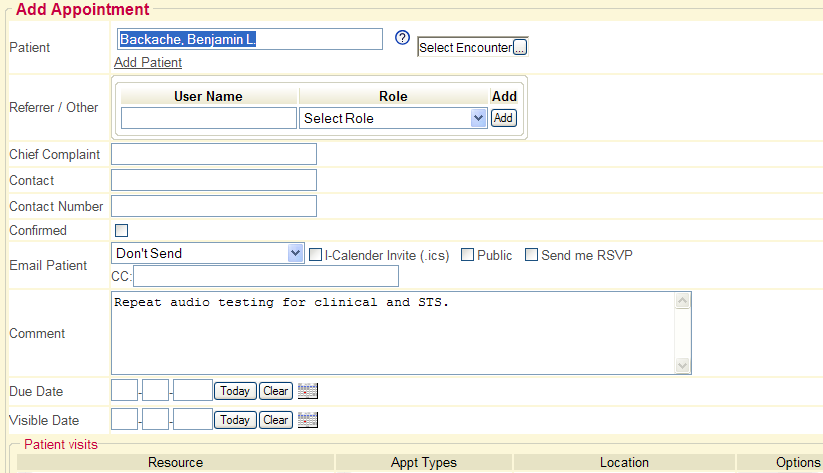 Add Appointment
Patient Backache, Benjamin L. Select Encounter...
Add Patient
User Name Role Add
Referrer / Other Select Role Add
Chief Complaint
Contact
Contact Number
Confirmed
Email Patient Don't Send I-Calender Invite (.ics) Public Send me RSVP
CC:
Comment Repeat audio testing for clinical and STS.
Due Date - - Today Clear
Visible Date - - Today Clear
Patient visits
Resource Appt Types Location Options